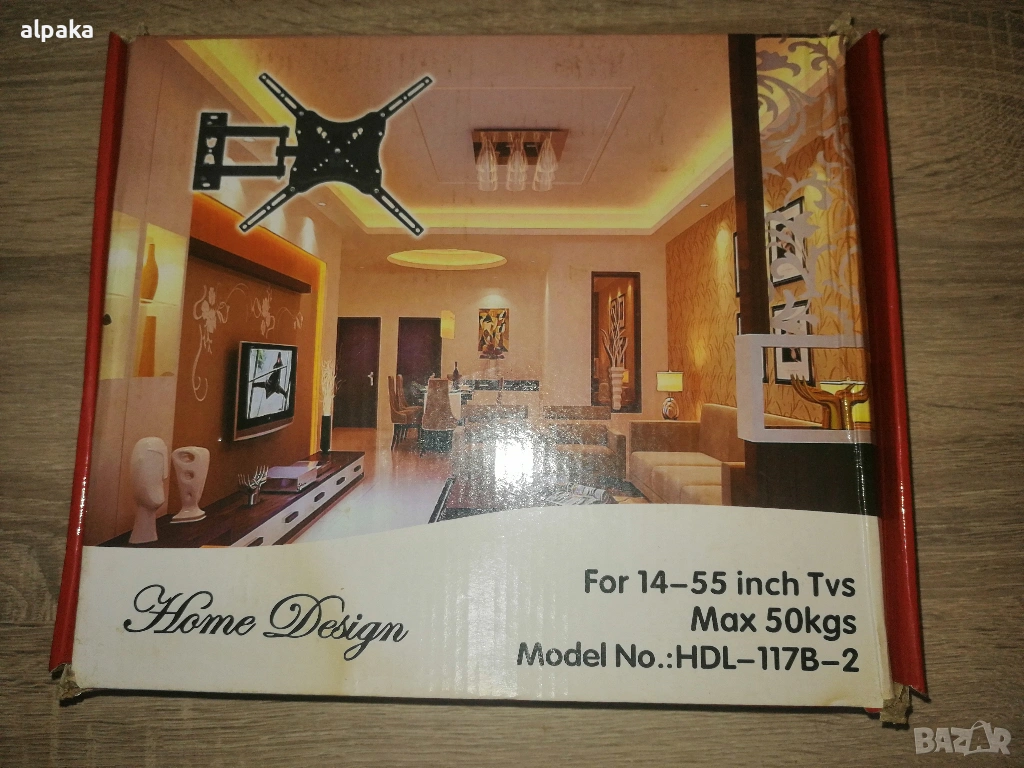 alpaka
Home Design
For 14-55 inch Tvs
Max 50kgs
Model No.:HDL-117B-2
BAZAR